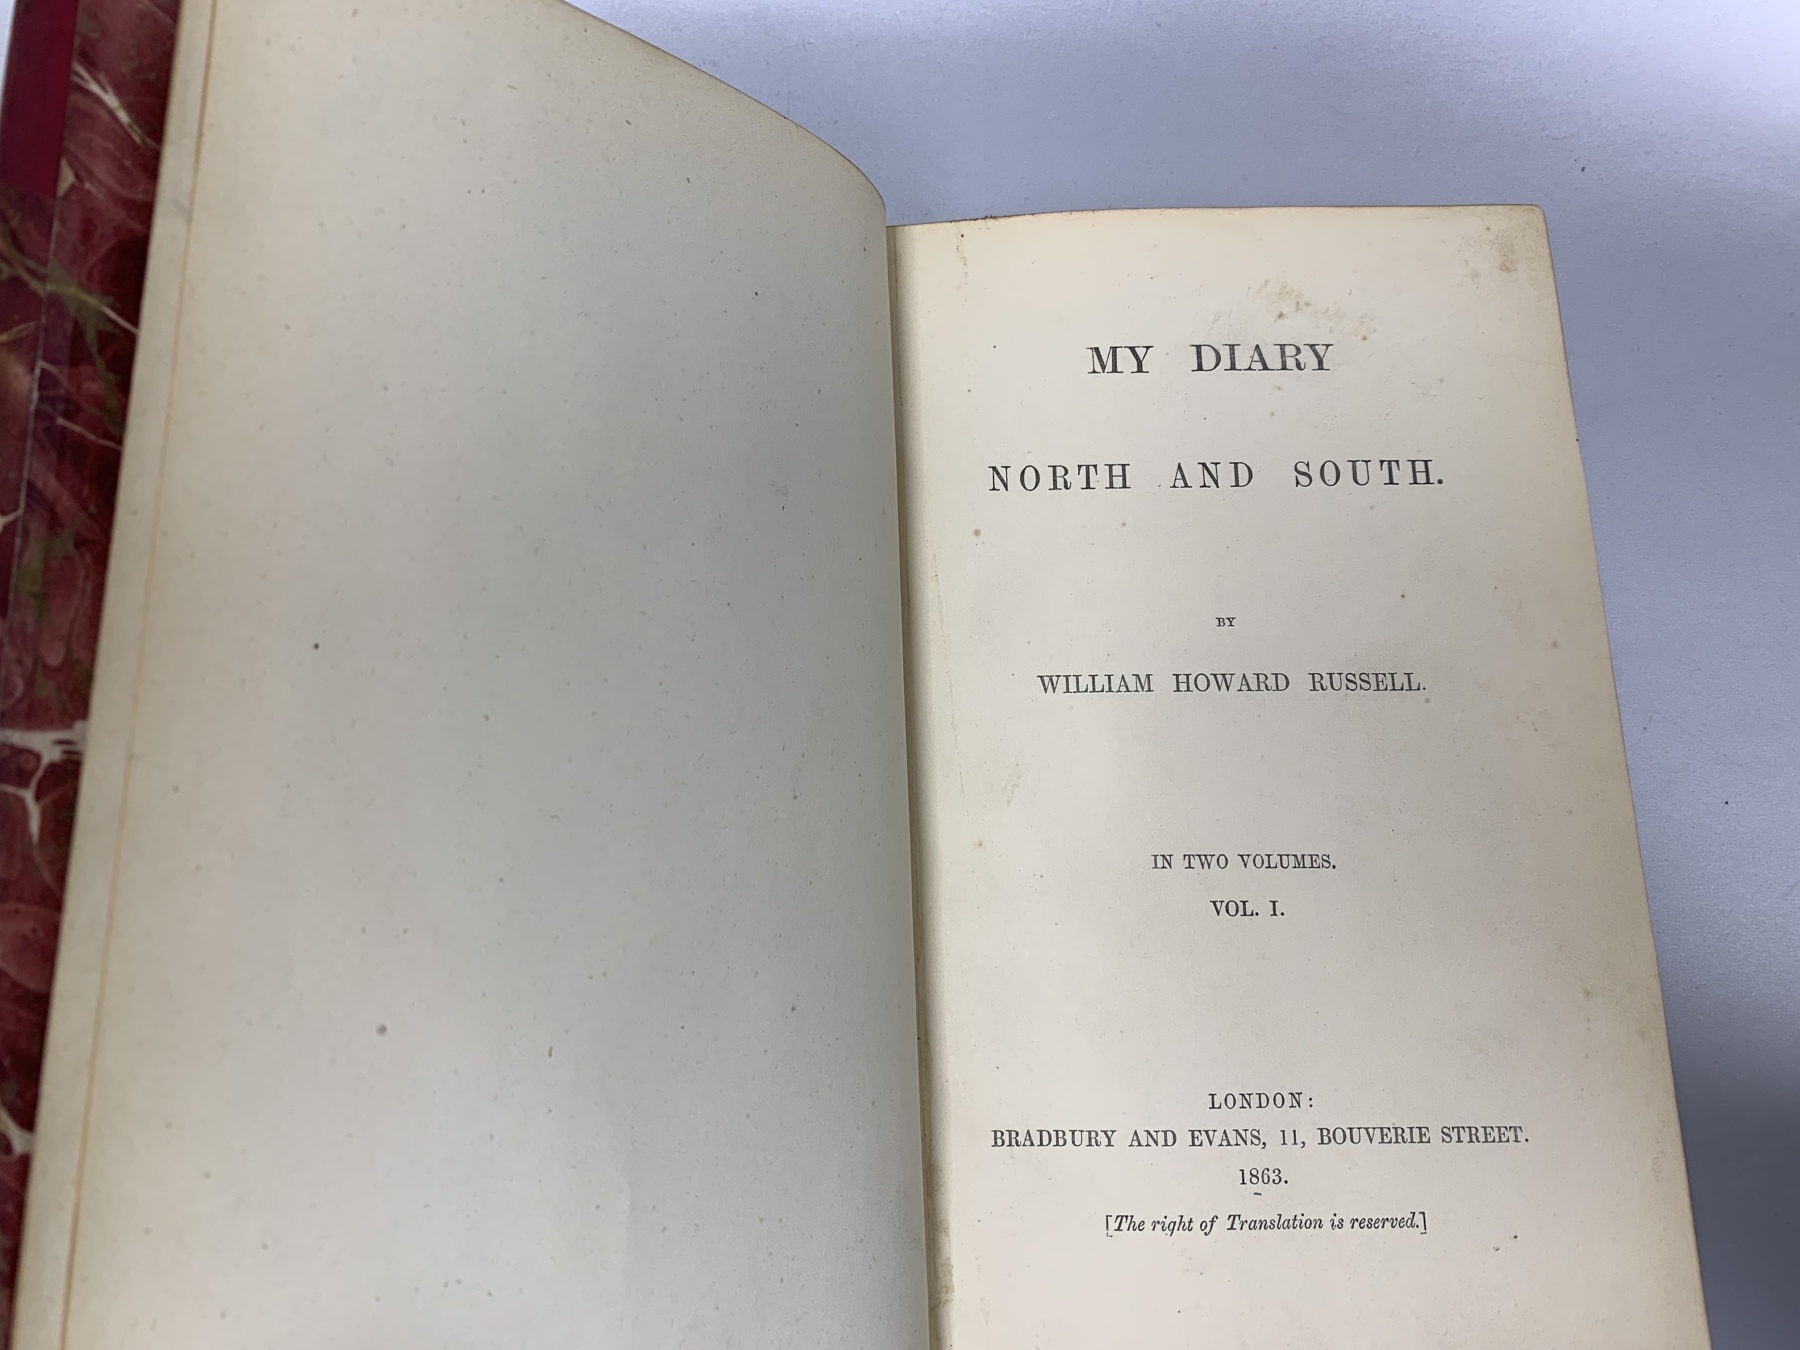 MY DIARY
NORTH AND SOUTH.
BY
WILLIAM HOWARD RUSSELL.
IN TWO VOLUMES.
VOL. I.
LONDON:
BRADBURY AND EVANS, 11, BOUVERIE STREET.
1863.
[The right of Translation is reserved.]